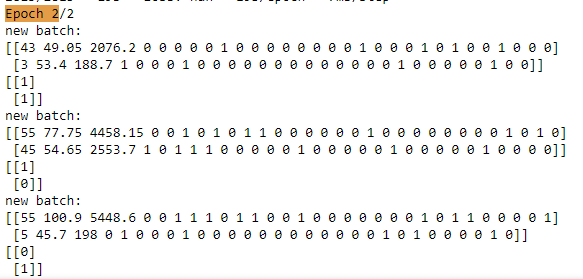 Epoch 2/2
new batch:
[[43 49.05 2076.2 0 0 0 0 0 1 0 0 0 0 0 0 0 0 1 0 0 0 1 0 1 0 0 1 0 0 0]
[3 53.4 188.7 1 0 0 0 1 0 0 0 0 0 0 0 0 0 0 0 0 0 1 0 0 0 0 0 1 0 0]]
[[1]
[1]]
new batch:
[[55 77.75 4458.15 0 0 1 0 1 0 1 1 0 0 0 0 0 0 1 0 0 0 0 0 0 0 0 1 0 1 0]
[45 54.65 2553.7 1 0 1 1 1 0 0 0 0 0 1 0 0 0 0 0 1 0 0 0 0 0 1 0 0 0 0]]
[[1]
[0]]
new batch:
[[55 100.9 5448.6 0 0 1 1 1 0 1 1 0 0 1 0 0 0 0 0 0 0 1 0 1 1 0 0 0 0 1]
[5 45.7 198 0 1 0 0 0 1 0 0 0 0 0 0 0 0 0 0 0 0 1 0 1 0 0 0 0 1 0]]
[[0]
[1]]